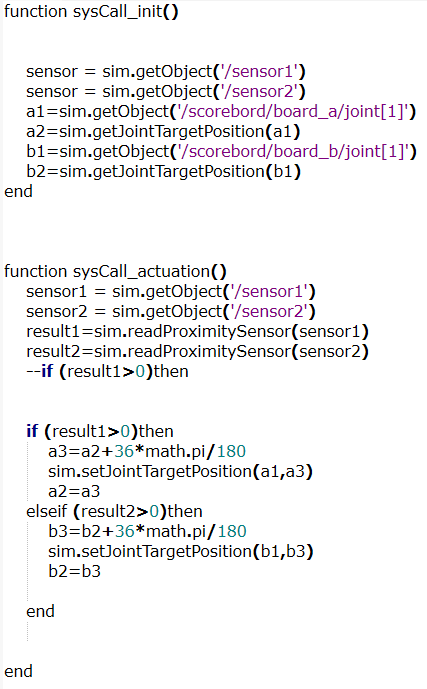 function sysCall_init()
sensor = sim.getObject('/sensor1')
sensor = sim.getObject('/sensor2')
a1=sim.getObject('/scorebord/board_a/joint[1]')
a2=sim.getJointTargetPosition(a1)
b1=sim.getObject('/scorebord/board_b/joint[1]')
b2=sim.getJointTargetPosition(b1)
end
function sysCall_actuation()
sensor1 = sim.getObject('/sensor1')
sensor2 = sim.getObject('/sensor2')
result1=sim.readProximitySensor(sensor1)
result2=sim.readProximitySensor(sensor2)
--if (result1>0)then
if (result1>0)then
a3=a2+36*math.pi/180
sim.setJointTargetPosition(a1,a3)
a2=a3
elseif (result2>0)then
b3=b2+36*math.pi/180
sim.setJointTargetPosition(b1,b3)
b2=b3
end
end